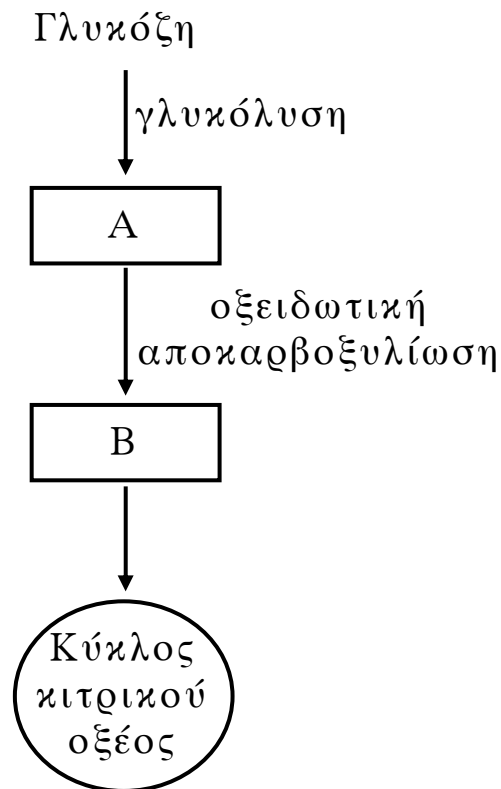 Γλυκόζη
γλυκόλυση
Α
οξειδωτική
αποκαρβοξυλίωση
Β
Κύκλος
κιτρικού
οξέος